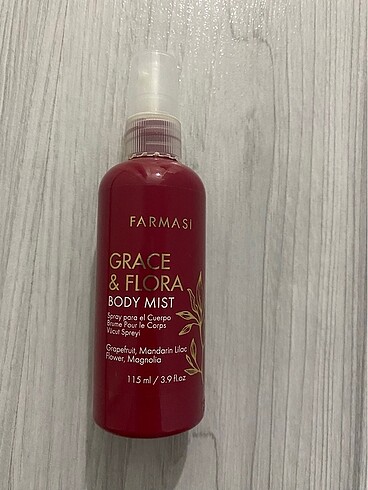 FARMASI
GRACE
& FLORA
BODY MIST
Spray para el Cuerpo
Brume Pour le Corps
Vücut Spreyi
Grapefruit, Mandarin Lilac
Flower, Magnolia
115 ml / 3.9 fl.oz